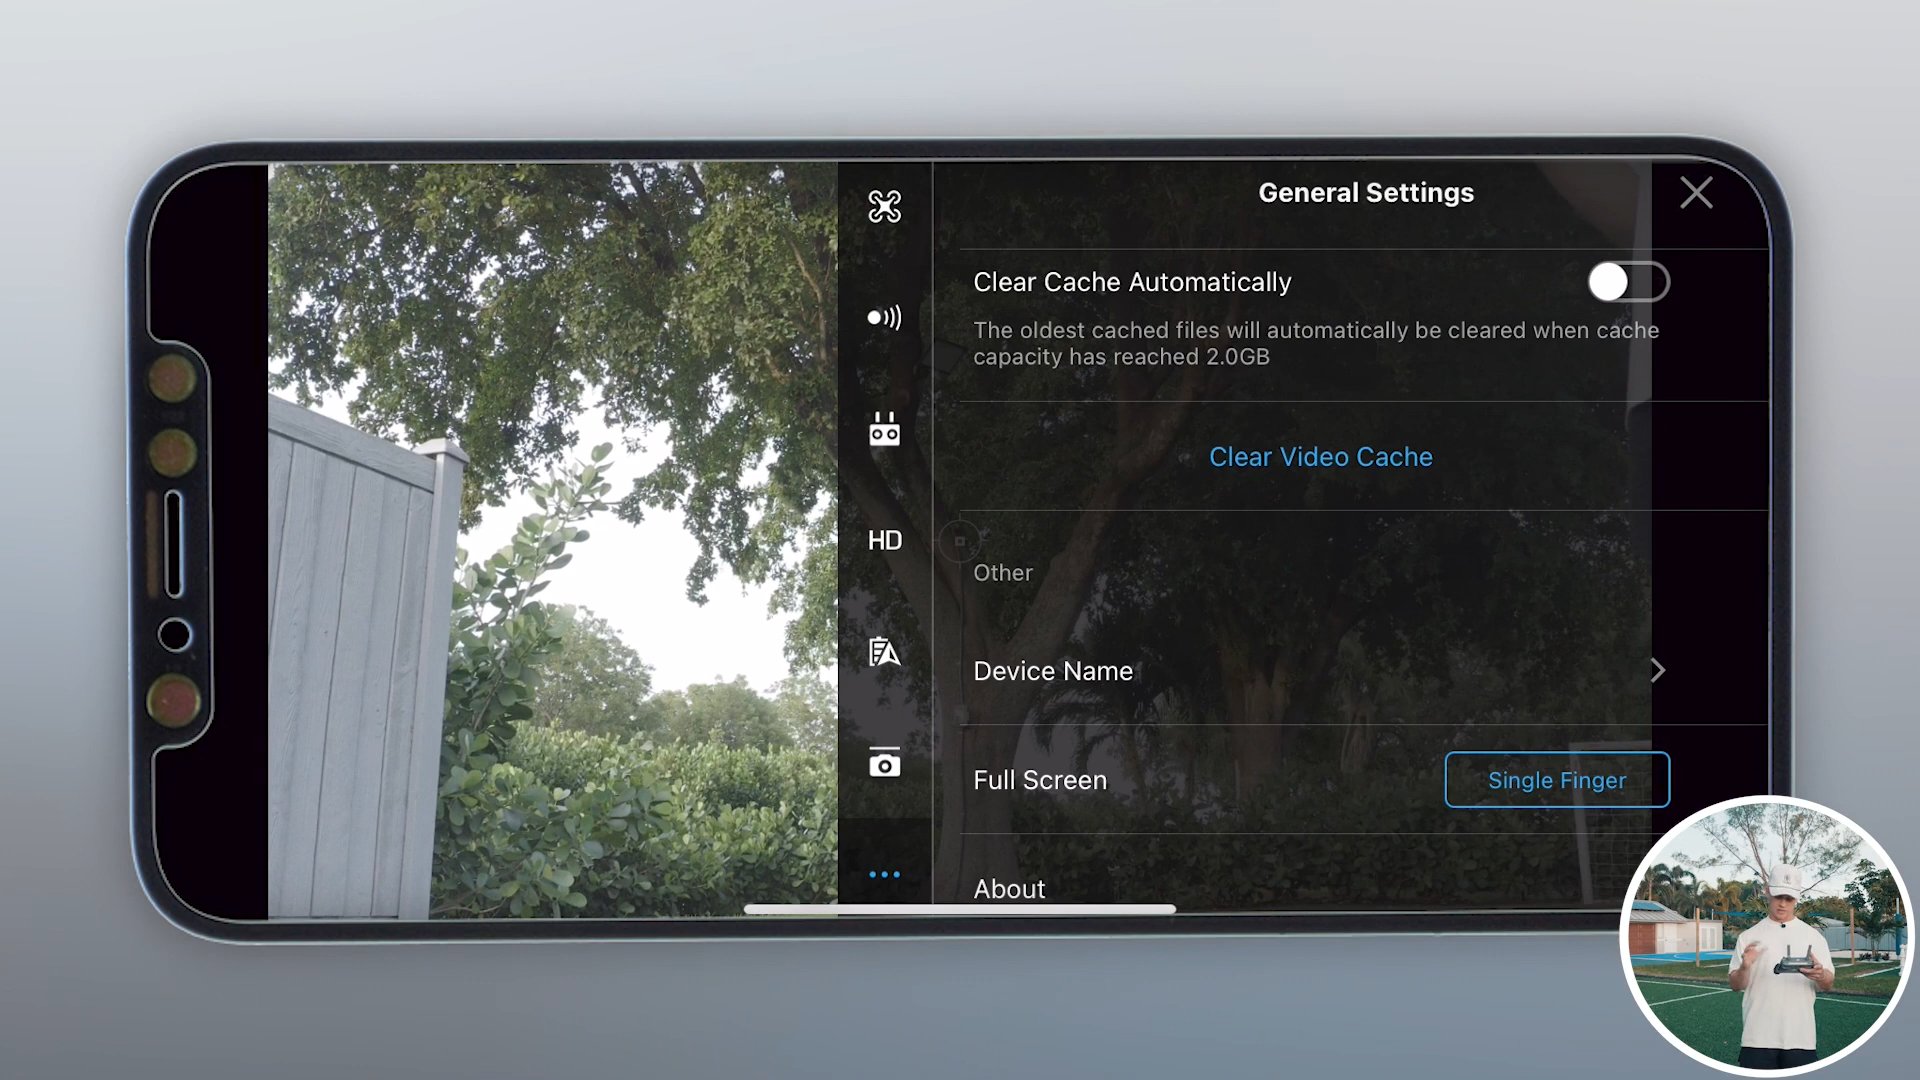 General Settings
Clear Cache Automatically
The oldest cached files will automatically be cleared when cache
capacity has reached 2.0GB
Clear Video Cache
HD
Other
Device Name
Full Screen
Single Finger
About